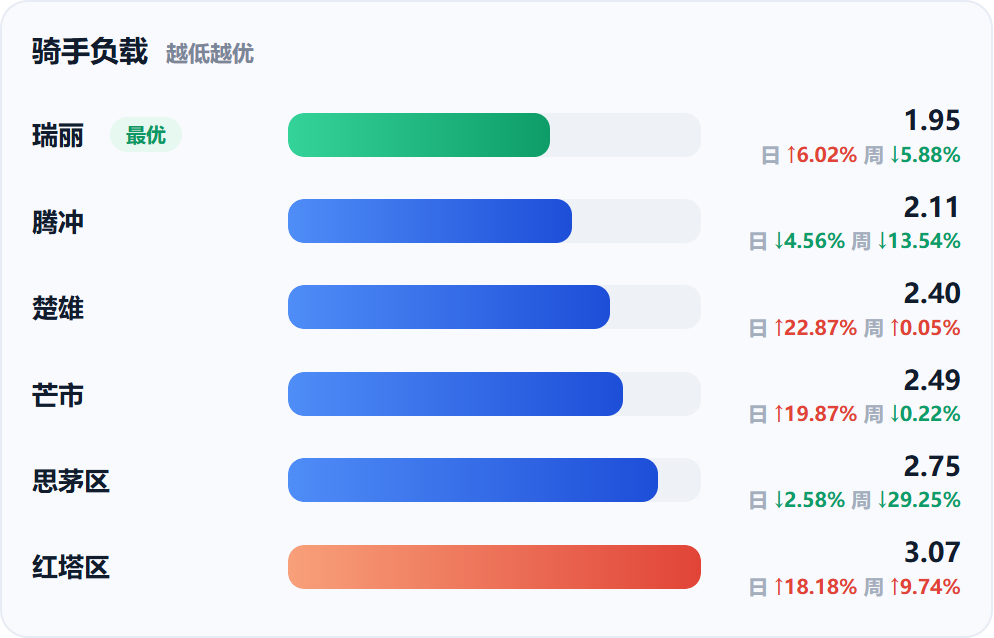 骑手负载 越低越优
瑞丽 最优 1.95
日 ↑6.02% 周 ↓5.88%
腾冲 2.11
日 ↓4.56% 周 ↓13.54%
楚雄 2.40
日 ↑22.87% 周 ↑0.05%
芒市 2.49
日 ↑19.87% 周 ↓0.22%
思茅区 2.75
日 ↓2.58% 周 ↓29.25%
红塔区 3.07
日 ↑18.18% 周 ↑9.74%